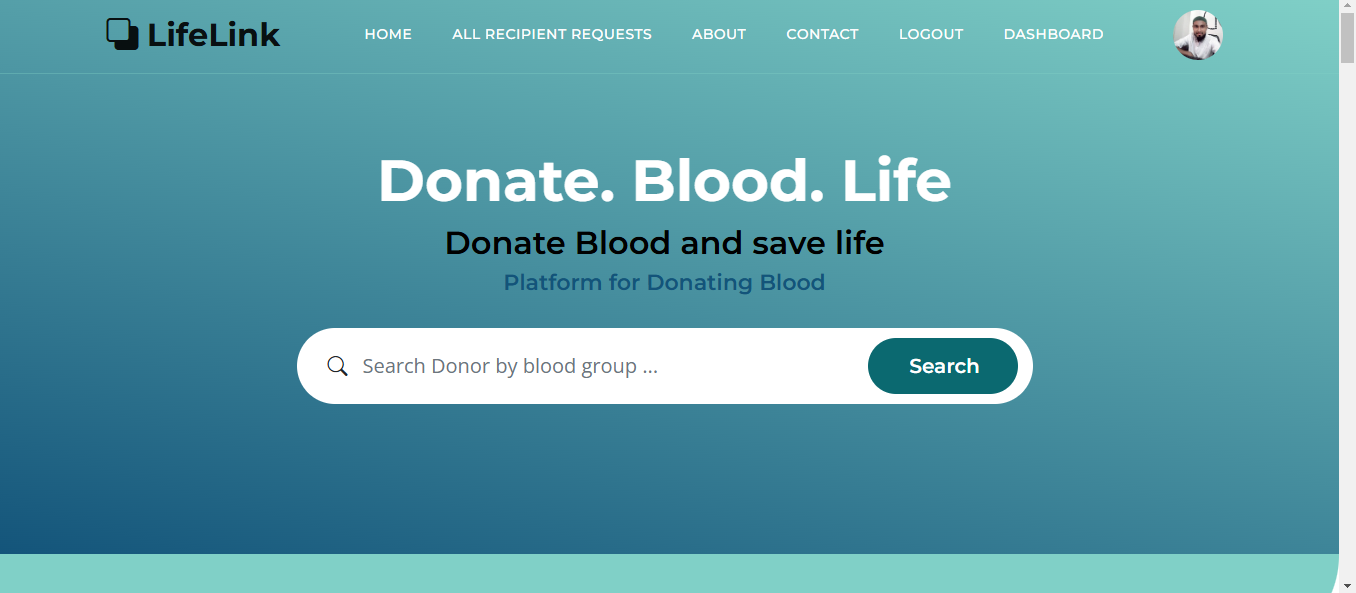 LifeLink
HOME ALL RECIPIENT REQUESTS ABOUT CONTACT LOGOUT DASHBOARD
Donate. Blood. Life
Donate Blood and save life
Platform for Donating Blood
Search Donor by blood group ... Search